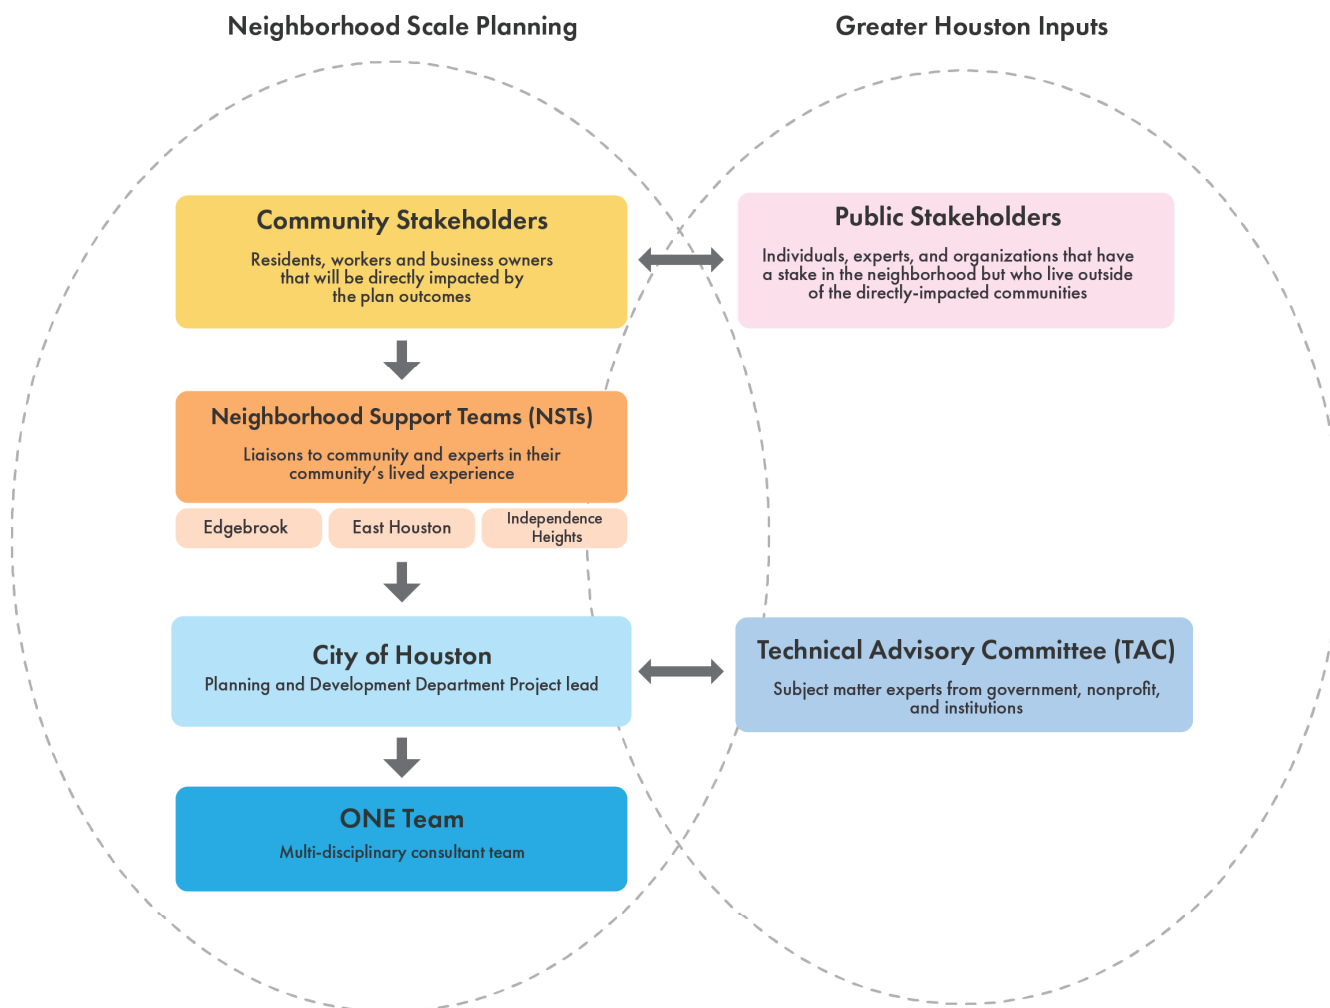 Neighborhood Scale Planning
Greater Houston Inputs
Community Stakeholders
Residents, workers and business owners
that will be directly impacted by
the plan outcomes
Public Stakeholders
Individuals, experts, and organizations that have
a stake in the neighborhood but who live outside
of the directly-impacted communities
Neighborhood Support Teams (NSTs)
Liaisons to community and experts in their
community’s lived experience
Edgebrook
East Houston
Independence
Heights
City of Houston
Planning and Development Department Project lead
Technical Advisory Committee (TAC)
Subject matter experts from government, nonprofit,
and institutions
ONE Team
Multi-disciplinary consultant team